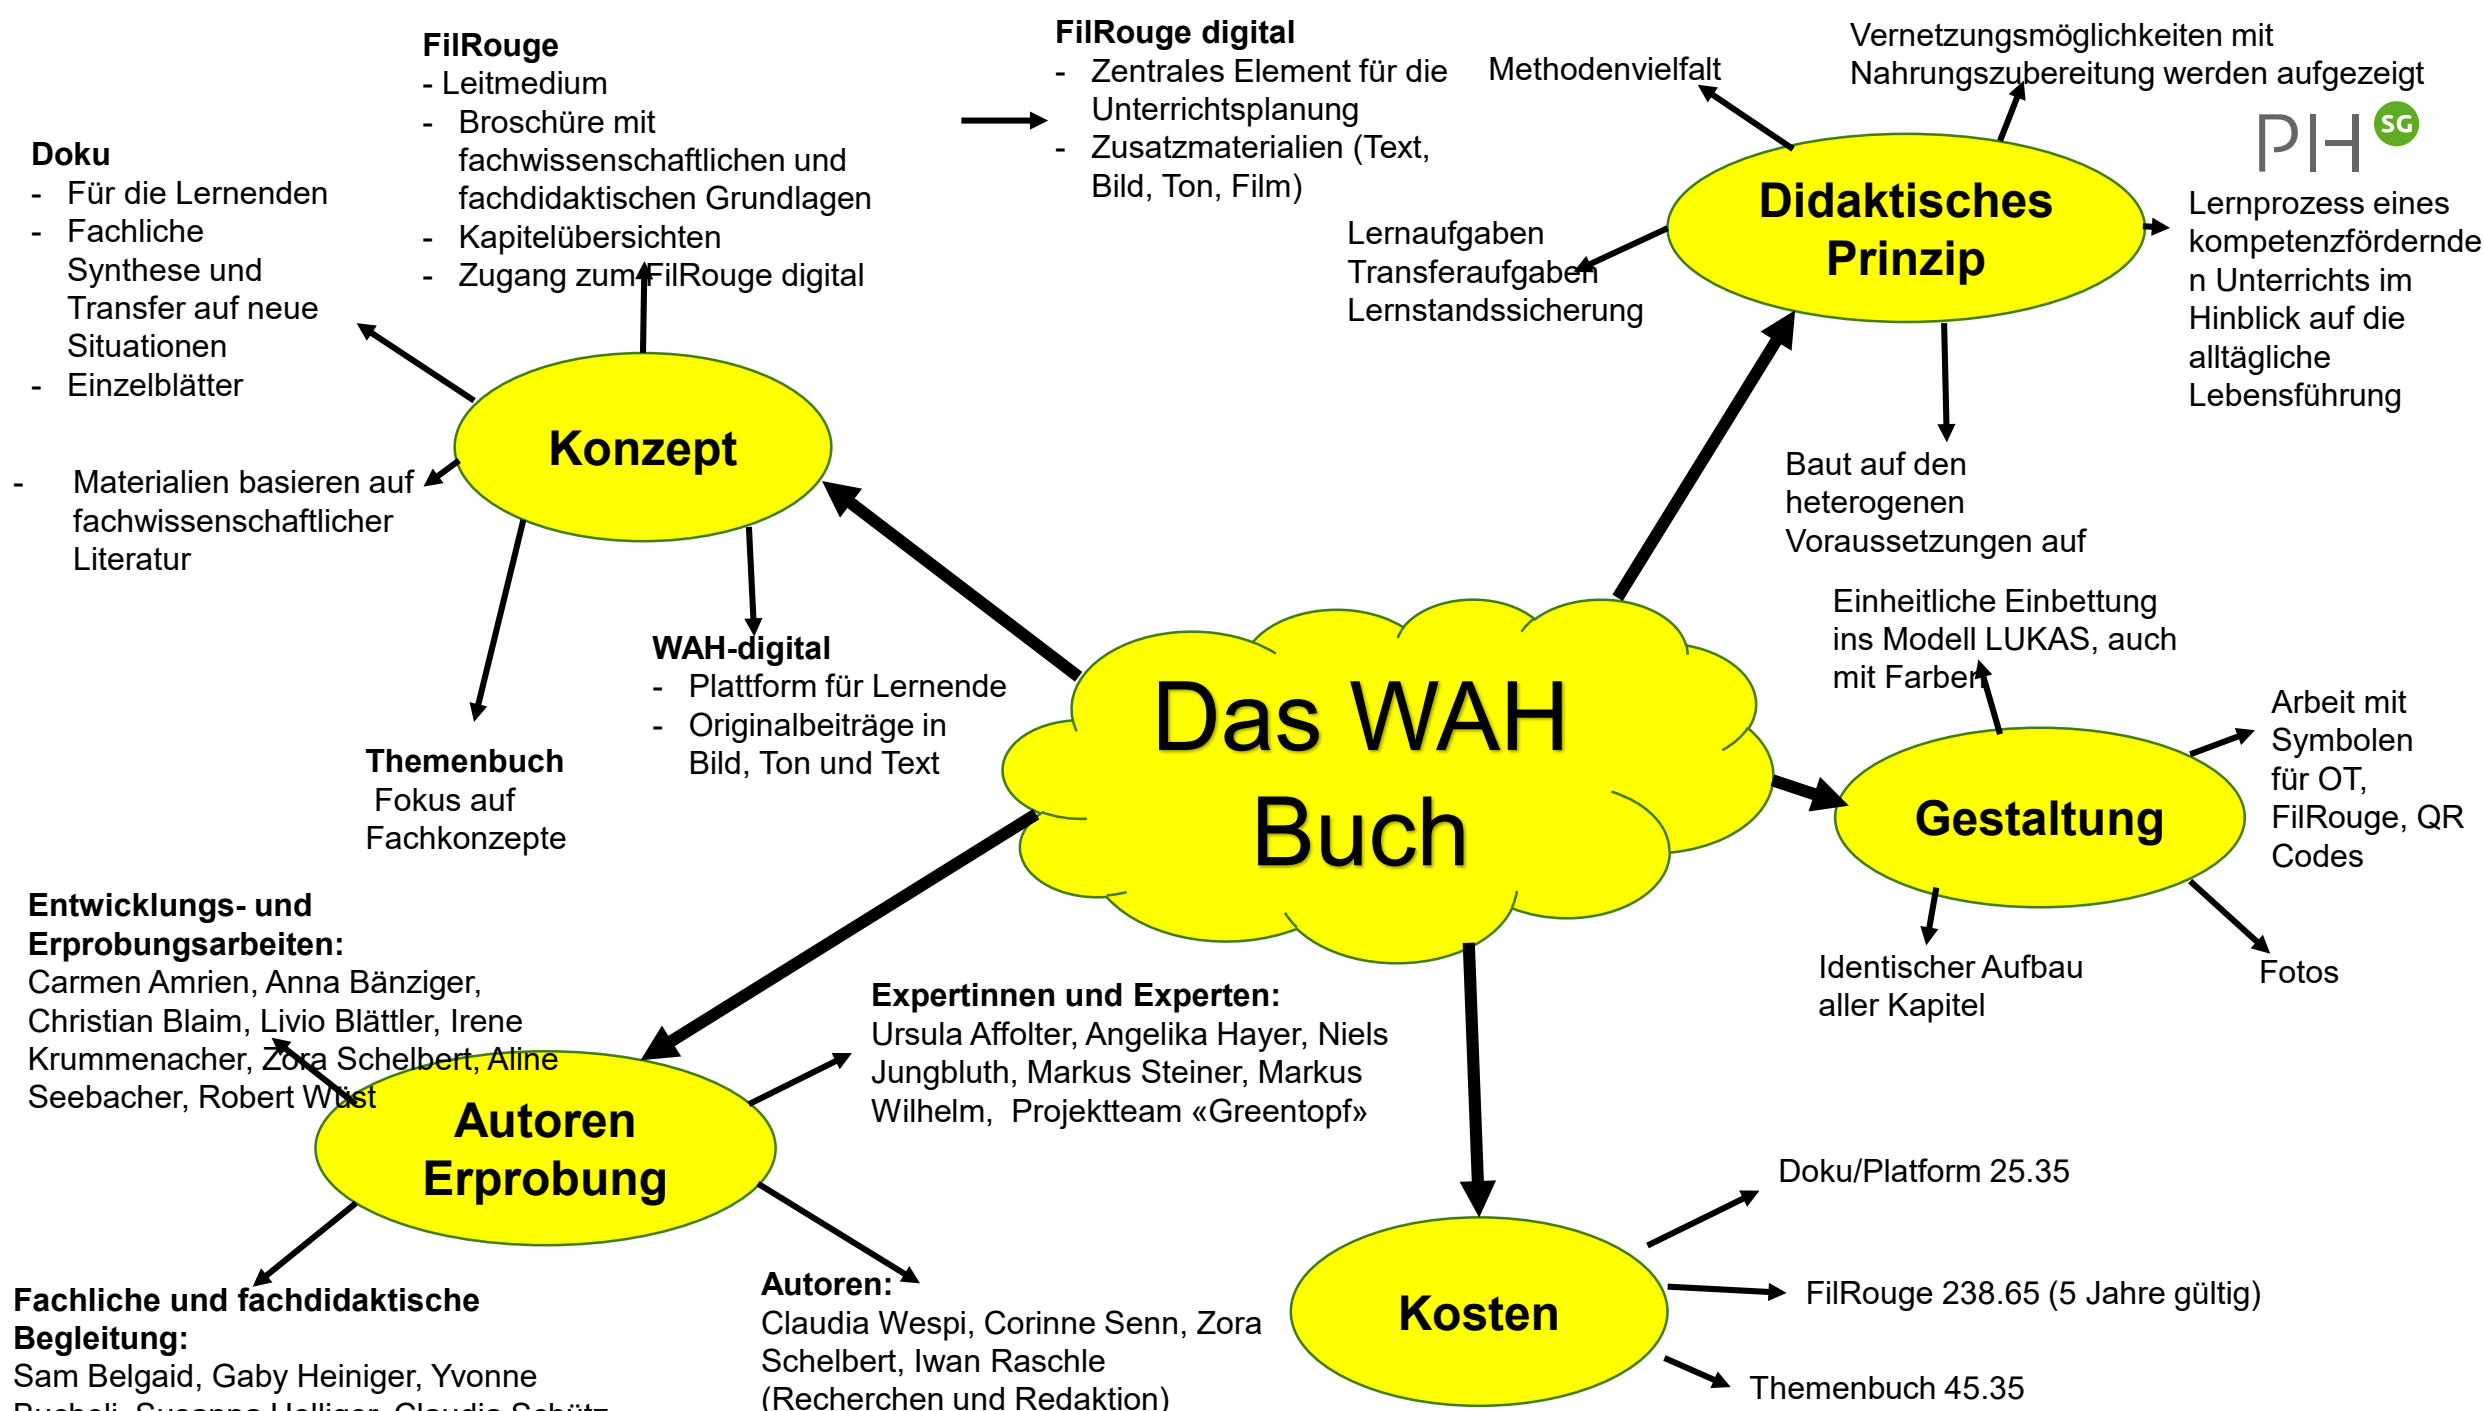 FilRouge
- Leitmedium
- Broschüre mit
fachwissenschaftlichen und
fachdidaktischen Grundlagen
- Kapitelübersichten
- Zugang zum FilRouge digital
FilRouge digital
- Zentrales Element für die
Unterrichtsplanung
- Zusatzmaterialien (Text,
Bild, Ton, Film)
Methodenvielfalt
Vernetzungsmöglichkeiten mit
Nahrungszubereitung werden aufgezeigt
PH SG
Doku
- Für die Lernenden
- Fachliche
Synthese und
Transfer auf neue
Situationen
- Einzelblätter
Lernaufgaben
Transferaufgaben
Lernstandssicherung
Didaktisches
Prinzip
Lernprozess eines
kompetenzfördernde
n Unterrichts im
Hinblick auf die
alltägliche
Lebensführung
Konzept
- Materialien basieren auf
fachwissenschaftlicher
Literatur
Baut auf den
heterogenen
Voraussetzungen auf
WAH-digital
- Plattform für Lernende
- Originalbeiträge in
Bild, Ton und Text
Themenbuch
Fokus auf
Fachkonzepte
Das WAH
Buch
Einheitliche Einbettung
ins Modell LUKAS, auch
mit Farben
Gestaltung
Arbeit mit
Symbolen
für OT,
FilRouge, QR
Codes
Identischer Aufbau
aller Kapitel
Fotos
Entwicklungs- und
Erprobungsarbeiten:
Carmen Amrien, Anna Bänziger,
Christian Blaim, Livio Blättler, Irene
Krummenacher, Zora Schelbert, Aline
Seebacher, Robert Wüst
Autoren
Erprobung
Expertinnen und Experten:
Ursula Affolter, Angelika Hayer, Niels
Jungbluth, Markus Steiner, Markus
Wilhelm, Projektteam «Greentopf»
Fachliche und fachdidaktische
Begleitung:
Sam Belgaid, Gaby Heiniger, Yvonne
Autoren:
Claudia Wespi, Corinne Senn, Zora
Schelbert, Iwan Raschle
(Recherchen und Redaktion)
Kosten
Doku/Platform 25.35
FilRouge 238.65 (5 Jahre gültig)
Themenbuch 45.35